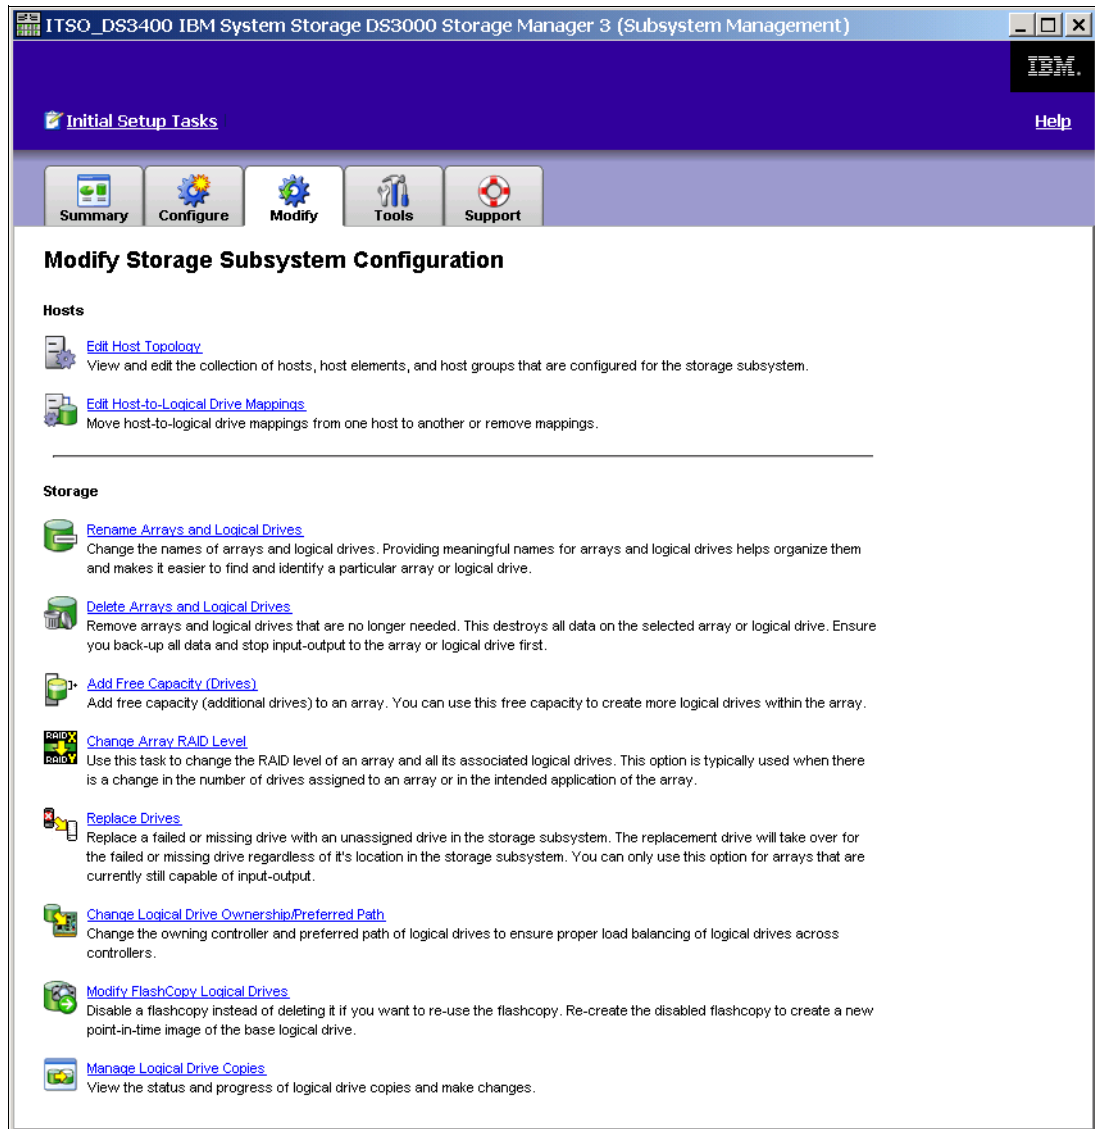 ITSO_DS3400 IBM System Storage DS3000 Storage Manager 3 (Subsystem Management)
IBM.
Initial Setup Tasks
Help
Summary
Configure
Modify
Tools
Support
Modify Storage Subsystem Configuration
Hosts
Edit Host Topology
View and edit the collection of hosts, host elements, and host groups that are configured for the storage subsystem.
Edit Host-to-Logical Drive Mappings
Move host-to-logical drive mappings from one host to another or remove mappings.
Storage
Rename Arrays and Logical Drives
Change the names of arrays and logical drives. Providing meaningful names for arrays and logical drives helps organize them
and makes it easier to find and identify a particular array or logical drive.
Delete Arrays and Logical Drives
Remove arrays and logical drives that are no longer needed. This destroys all data on the selected array or logical drive. Ensure
you back-up all data and stop input-output to the array or logical drive first.
Add Free Capacity (Drives)
Add free capacity (additional drives) to an array. You can use this free capacity to create more logical drives within the array.
RAID X
RAID Y
Change Array RAID Level
Use this task to change the RAID level of an array and all its associated logical drives. This option is typically used when there
is a change in the number of drives assigned to an array or in the intended application of the array.
Replace Drives
Replace a failed or missing drive with an unassigned drive in the storage subsystem. The replacement drive will take over for
the failed or missing drive regardless of it's location in the storage subsystem. You can only use this option for arrays that are
currently still capable of input-output.
Change Logical Drive Ownership/Preferred Path
Change the owning controller and preferred path of logical drives to ensure proper load balancing of logical drives across
controllers.
Modify FlashCopy Logical Drives
Disable a flashcopy instead of deleting it if you want to re-use the flashcopy. Re-create the disabled flashcopy to create a new
point-in-time image of the base logical drive.
Manage Logical Drive Copies
View the status and progress of logical drive copies and make changes.